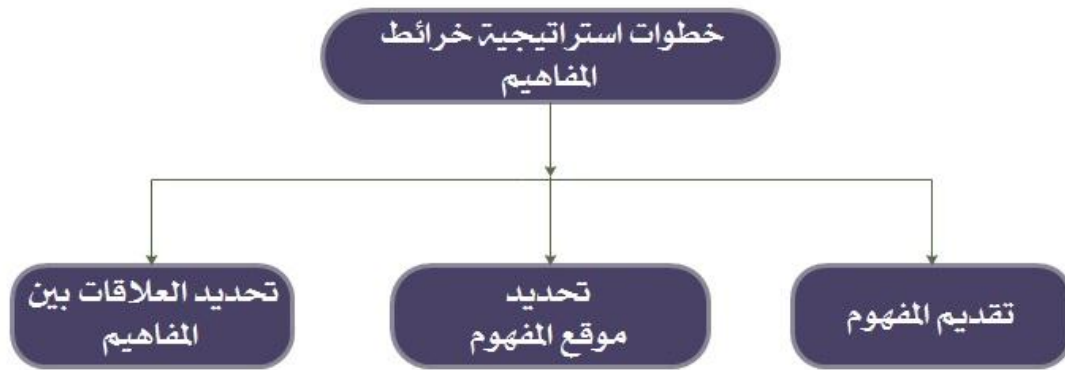 خطوات استراتيجية خرائط
المفاهيم
تقديم المفهوم
تحديد
موقع المفهوم
تحديد العلاقات بين
المفاهيم